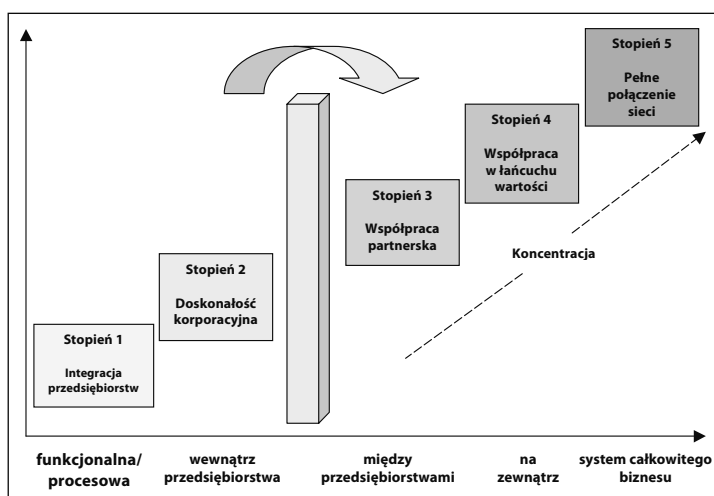 Stopień 5
Pełne
połączenie
sieci
Stopień 4
Współpraca
w łańcuchu
wartości
Stopień 3
Współpraca
partnerska
Koncentracja
Stopień 2
Doskonałość
korporacyjna
Stopień 1
Integracja
przedsiębiorstw
funkcjonalna/
procesowa
wewnątrz
przedsiębiorstwa
między
przedsiębiorstwami
na
zewnątrz
system całkowitego
biznesu